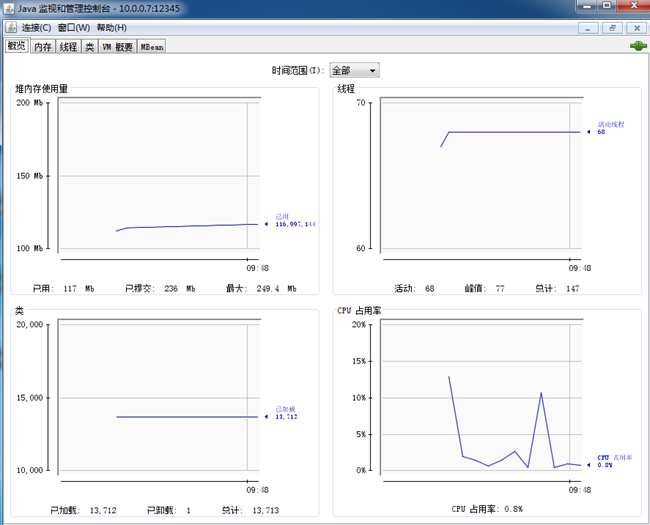 Java 监视和管理控制台 - 10.0.0.7:12345
连接(C) 窗口(W) 帮助(H)
概览 内存 线程 类 VM 概要 MBean
时间范围(T): 全部
堆内存使用量
200 Mb
150 Mb
100 Mb
已用
116,997,144
09:48
已用: 117 Mb 已提交: 236 Mb 最大: 249.4 Mb
线程
70
60
活动线程
68
09:48
活动: 68 峰值: 77 总计: 147
类
20,000
15,000
10,000
已加载
13,712
09:48
已加载: 13,712 已卸载: 1 总计: 13,713
CPU 占用率
20%
15%
10%
5%
0%
CPU 占用率
0.8%
09:48
CPU 占用率: 0.8%